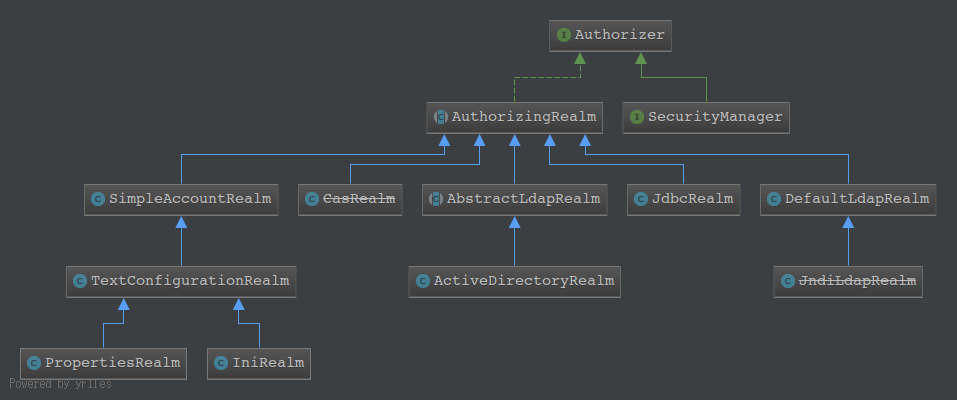 Authorizer
AuthorizingRealm SecurityManager
SimpleAccountRealm CasRealm AbstractLdapRealm JdbcRealm DefaultLdapRealm
TextConfigurationRealm ActiveDirectoryRealm JndiLdapRealm
PropertiesRealm IniRealm
Powered by yFiles